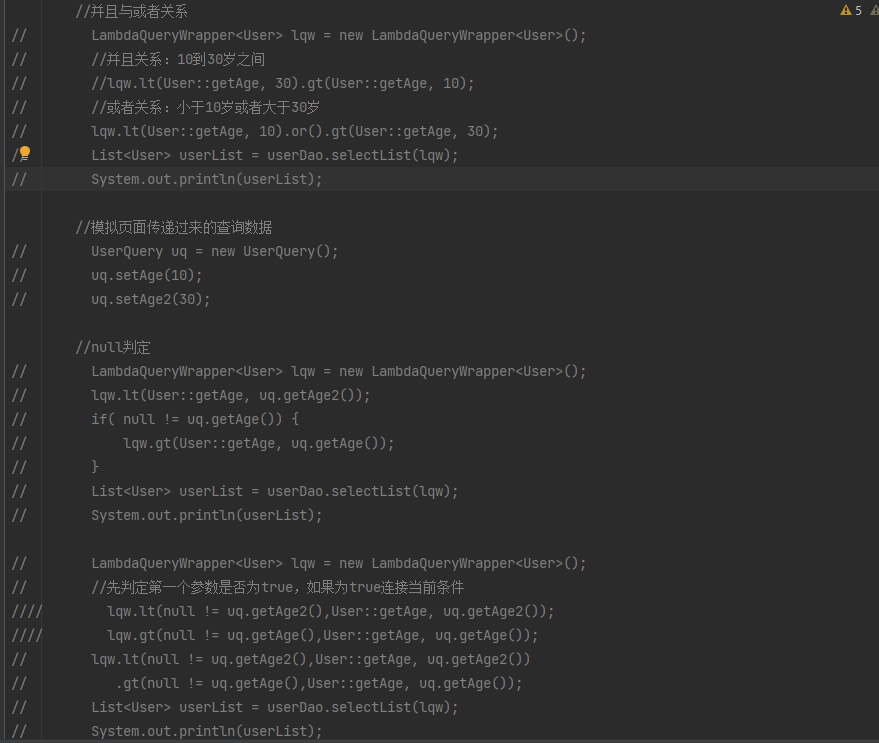 //并且与或者关系
5
//        LambdaQueryWrapper<User> lqw = new LambdaQueryWrapper<User>();
//        //并且关系：10到30岁之间
//        //lqw.lt(User::getAge, 30).gt(User::getAge, 10);
//        //或者关系：小于10岁或者大于30岁
//        lqw.lt(User::getAge, 10).or().gt(User::getAge, 30);
//        List<User> userList = userDao.selectList(lqw);
//        System.out.println(userList);
//模拟页面传递过来的查询数据
//        UserQuery uq = new UserQuery();
//        uq.setAge(10);
//        uq.setAge2(30);
//null判定
//        LambdaQueryWrapper<User> lqw = new LambdaQueryWrapper<User>();
//        lqw.lt(User::getAge, uq.getAge2());
//        if( null != uq.getAge()) {
//            lqw.gt(User::getAge, uq.getAge());
//        }
//        List<User> userList = userDao.selectList(lqw);
//        System.out.println(userList);
//        LambdaQueryWrapper<User> lqw = new LambdaQueryWrapper<User>();
//        //先判定第一个参数是否为true，如果为true连接当前条件
////        lqw.lt(null != uq.getAge2(),User::getAge, uq.getAge2());
////        lqw.gt(null != uq.getAge(),User::getAge, uq.getAge());
//        lqw.lt(null != uq.getAge2(),User::getAge, uq.getAge2())
//           .gt(null != uq.getAge(),User::getAge, uq.getAge());
//        List<User> userList = userDao.selectList(lqw);
//        System.out.println(userList);